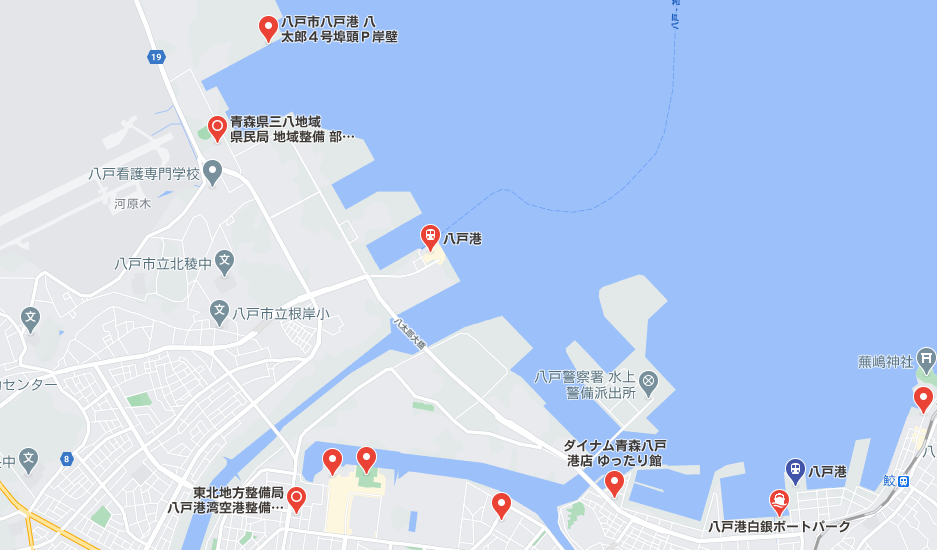 八戸市八戸港 八
太郎4号埠頭P岸壁
19
青森県三八地域
県民局 地域整備 部…
八戸看護専門学校
河原木
八戸港
文
八戸市立北稜中
文
八戸市立根岸小
文
八太郎大橋
蕪嶋神社
八戸警察署 水上
警備派出所
センター
文
8
ダイナム青森八戸
港店 ゆったり館
八戸港
鮫
東北地方整備局
八戸港湾空港整備…
八戸港白銀ボートパーク